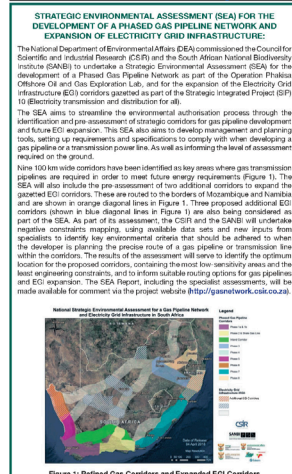 STRATEGIC ENVIRONMENTAL ASSESSMENT (SEA) FOR THE
DEVELOPMENT OF A PHASED GAS PIPELINE NETWORK AND
EXPANSION OF ELECTRICITY GRID INFRASTRUCTURE:
The National Department of Environmental Affairs (DEA) commissioned the Council for
Scientific and Industrial Research (CSIR) and the South African National Biodiversity
Institute (SANBI) to undertake a Strategic Environmental Assessment (SEA) for the
development of a Phased Gas Pipeline Network as part of the Operation Phakisa
Offshore Oil and Gas Exploration Lab, and for the expansion of the Electricity Grid
infrastructure (EGI) corridors gazetted as part of the Strategic Integrated Project (SIP)
10 (Electricity transmission and distribution for all).
The SEA aims to streamline the environmental authorisation process through the
identification and pre-assessment of strategic corridors for gas pipeline development
and future EGI expansion. This SEA also aims to develop management and planning
tools, setting up requirements and specifications to comply with when developing a
gas pipeline or a transmission power line. As well as informing the level of assessment
required on the ground.
Nine 100 km wide corridors have been identified as key areas where gas transmission
pipelines are required in order to meet future energy requirements (Figure 1). The
SEA will also include the pre-assessment of two additional corridors to expand the
gazetted EGI corridors. These are routed to the borders of Mozambique and Namibia
and are shown in orange diagonal lines in Figure 1. Three proposed additional EGI
corridors (shown in blue diagonal lines in Figure 1) are also being considered as
part of the SEA. As part of its assessment, the CSIR and the SANBI will undertake
negative constraints mapping, using available data sets and new inputs from
specialists to identify key environmental criteria that should be adhered to when
the developer is planning the precise route of a gas pipeline or transmission line
within the corridors. The results of the assessment will serve to identify the optimum
location for the proposed corridors, containing the most low-sensitivity areas and the
least engineering constraints, and to inform suitable routing options for gas pipelines
and EGI expansion. The SEA Report, including the specialist assessments, will be
made available for comment via the project website (http://gasnetwork.csir.co.za).
National Strategic Environmental Assessment for a Gas Pipeline Network
and Electricity Grid Infrastructure in South Africa
Legend
CSIR
SANBI
Figure 1: Refined Gas Corridors and Expanded EGI Corridors